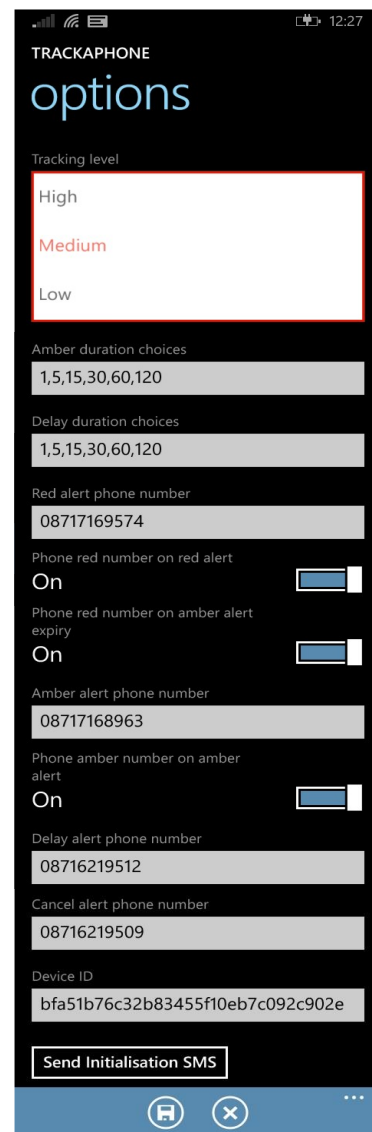 12:27
TRACKAPHONE
options
Tracking level
High
Medium
Low
Amber duration choices
1,5,15,30,60,120
Delay duration choices
1,5,15,30,60,120
Red alert phone number
08717169574
Phone red number on red alert
On
Phone red number on amber alert
expiry
On
Amber alert phone number
08717168963
Phone amber number on amber
alert
On
Delay alert phone number
08716219512
Cancel alert phone number
08716219509
Device ID
bfa51b76c32b83455f10eb7c092c902e
Send Initialisation SMS